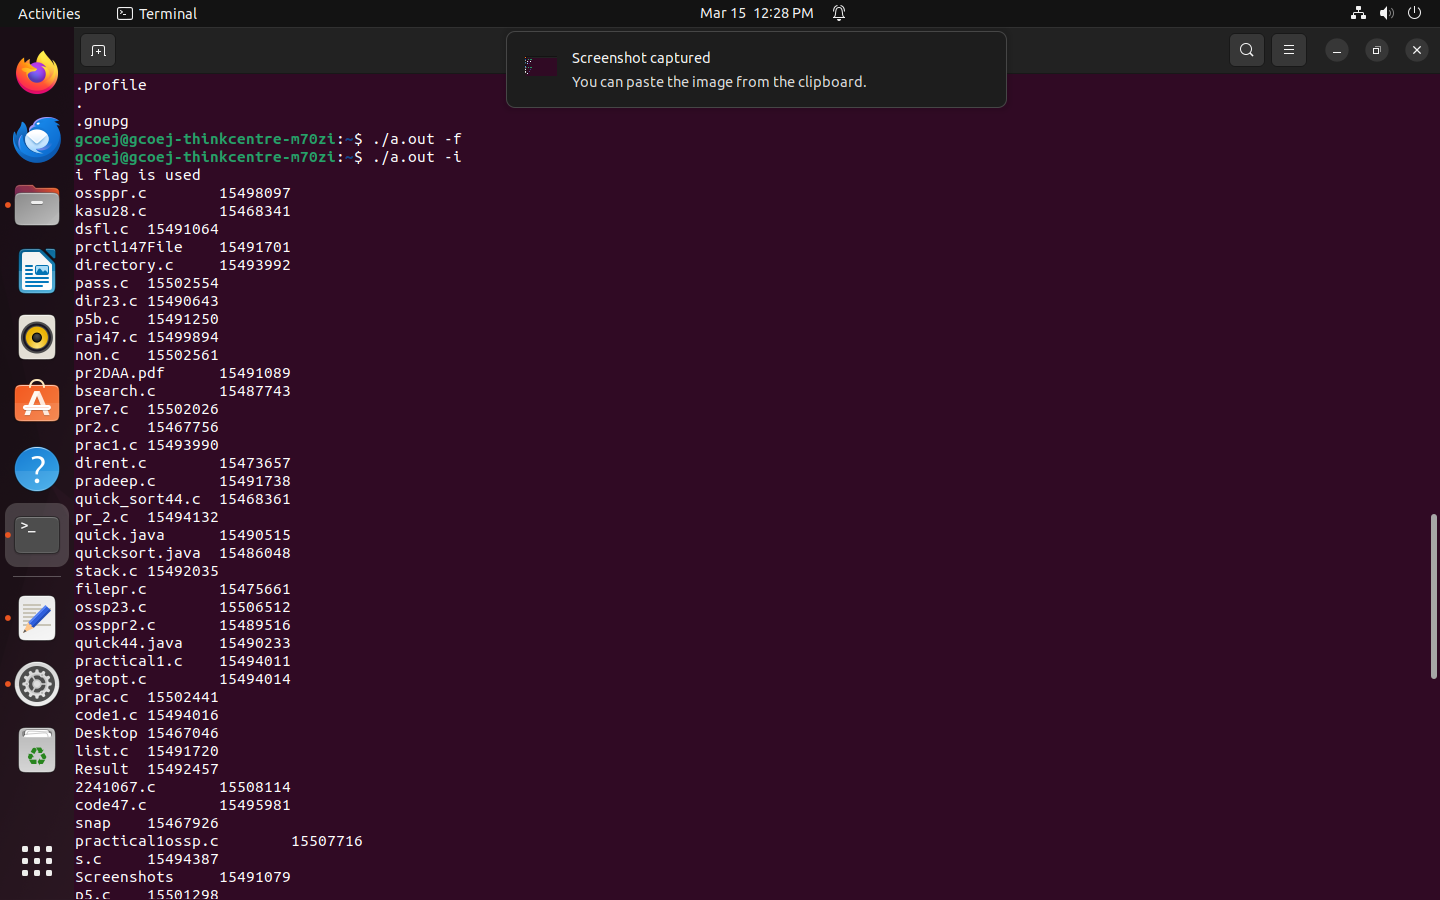 Activities
Terminal
Mar 15 12:28 PM
Screenshot captured
You can paste the image from the clipboard.
.profile
.
.gnupg
gcoej@gcoej-thinkcentre-m70zi:~$ ./a.out -f
gcoej@gcoej-thinkcentre-m70zi:~$ ./a.out -i
i flag is used
ossppr.c 15498097
kasu28.c 15468341
dsfl.c 15491064
prctl147File 15491701
directory.c 15493992
pass.c 15502554
dir23.c 15490643
p5b.c 15491250
raj47.c 15499894
non.c 15502561
pr2DAA.pdf 15491089
bsearch.c 15487743
pre7.c 15502026
pr2.c 15467756
prac1.c 15493990
dirent.c 15473657
pradeep.c 15491738
quick_sort44.c 15468361
pr_2.c 15494132
quick.java 15490515
quicksort.java 15486048
stack.c 15492035
filepr.c 15475661
ossp23.c 15506512
ossppr2.c 15489516
quick44.java 15490233
practical1.c 15494011
getopt.c 15494014
prac.c 15502441
code1.c 15494016
Desktop 15467046
list.c 15491720
Result 15492457
2241067.c 15508114
code47.c 15495981
snap 15467926
practical1ossp.c 15507716
s.c 15494387
Screenshots 15491079
p5.c 15501298